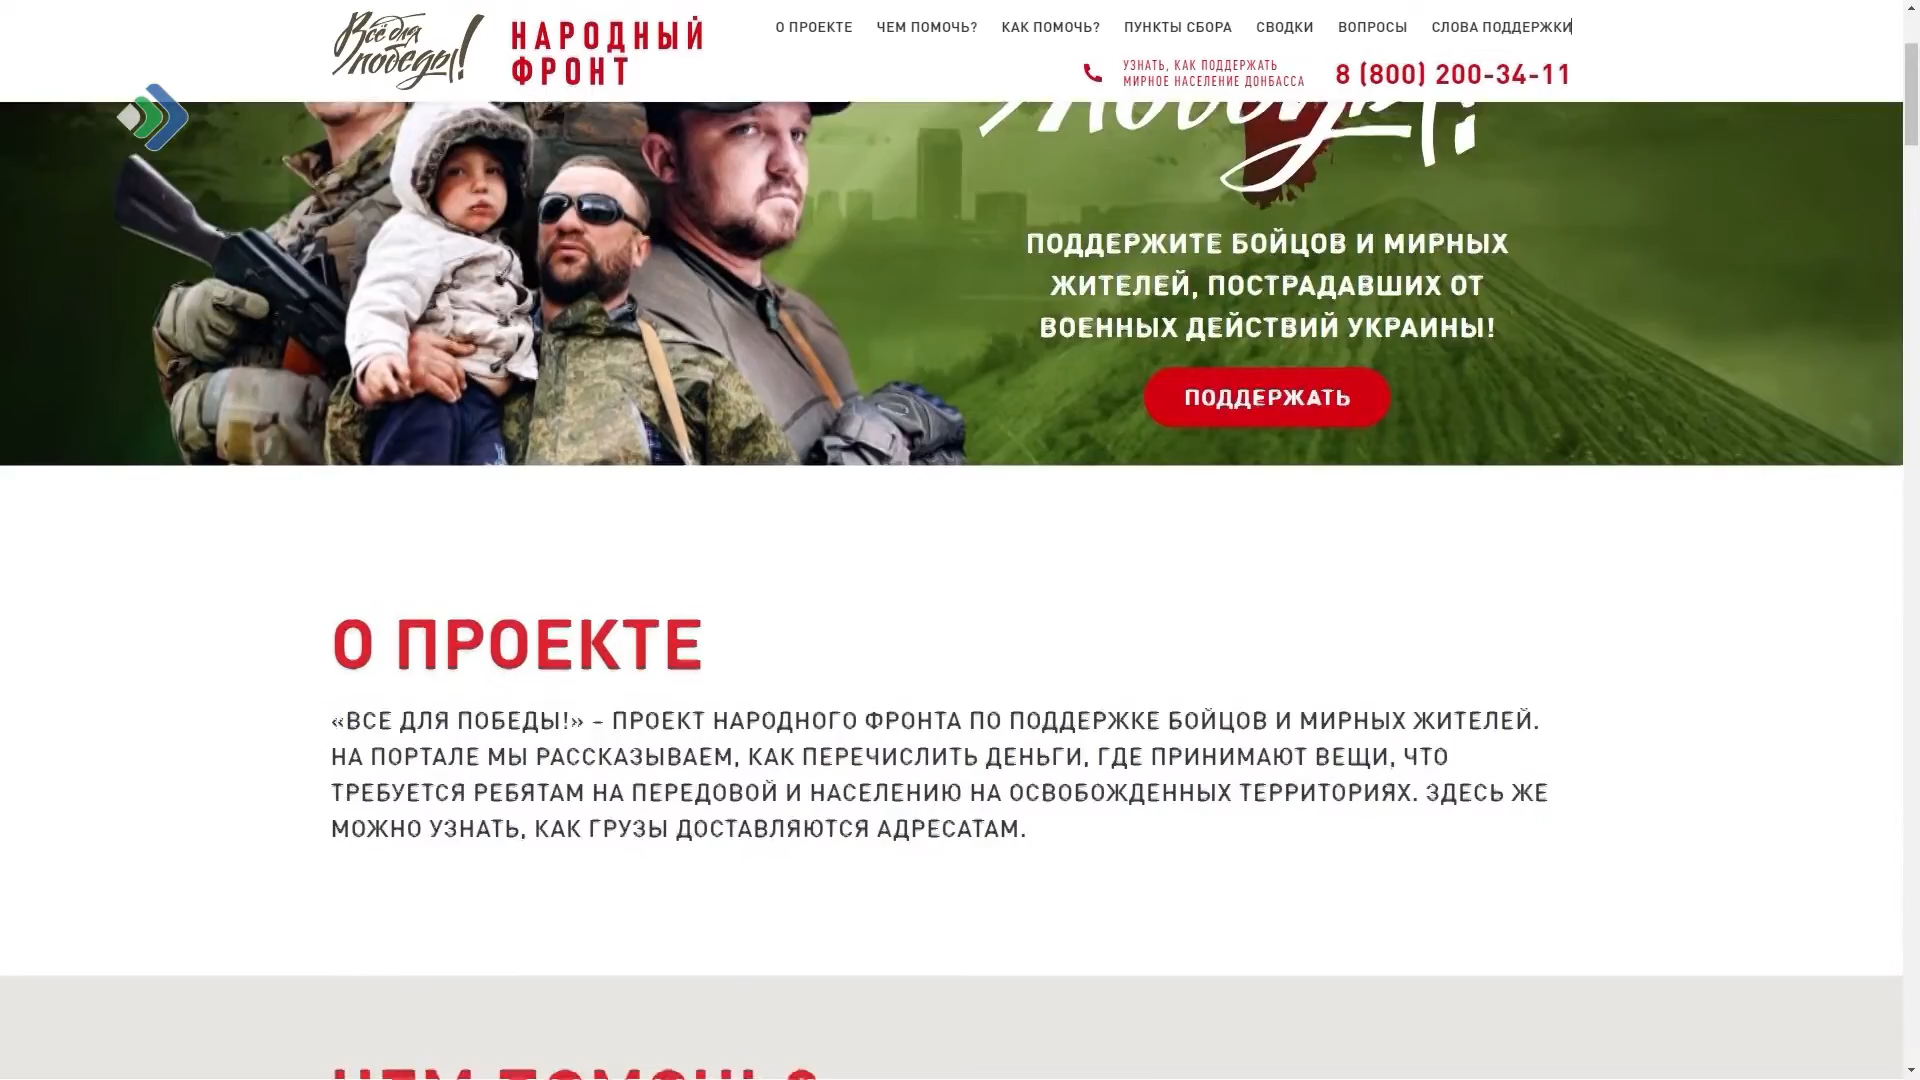 Всё для
победы!
НАРОДНЫЙ
ФРОНТ
О ПРОЕКТЕ ЧЕМ ПОМОЧЬ? КАК ПОМОЧЬ? ПУНКТЫ СБОРА СВОДКИ ВОПРОСЫ СЛОВА ПОДДЕРЖКИ
УЗНАТЬ, КАК ПОДДЕРЖАТЬ
МИРНОЕ НАСЕЛЕНИЕ ДОНБАССА
8 (800) 200-34-11
ПОДДЕРЖИТЕ БОЙЦОВ И МИРНЫХ
ЖИТЕЛЕЙ, ПОСТРАДАВШИХ ОТ
ВОЕННЫХ ДЕЙСТВИЙ УКРАИНЫ!
ПОДДЕРЖАТЬ
О ПРОЕКТЕ
«ВСЕ ДЛЯ ПОБЕДЫ!» – ПРОЕКТ НАРОДНОГО ФРОНТА ПО ПОДДЕРЖКЕ БОЙЦОВ И МИРНЫХ ЖИТЕЛЕЙ.
НА ПОРТАЛЕ МЫ РАССКАЗЫВАЕМ, КАК ПЕРЕЧИСЛИТЬ ДЕНЬГИ, ГДЕ ПРИНИМАЮТ ВЕЩИ, ЧТО
ТРЕБУЕТСЯ РЕБЯТАМ НА ПЕРЕДОВОЙ И НАСЕЛЕНИЮ НА ОСВОБОЖДЕННЫХ ТЕРРИТОРИЯХ. ЗДЕСЬ ЖЕ
МОЖНО УЗНАТЬ, КАК ГРУЗЫ ДОСТАВЛЯЮТСЯ АДРЕСАТАМ.